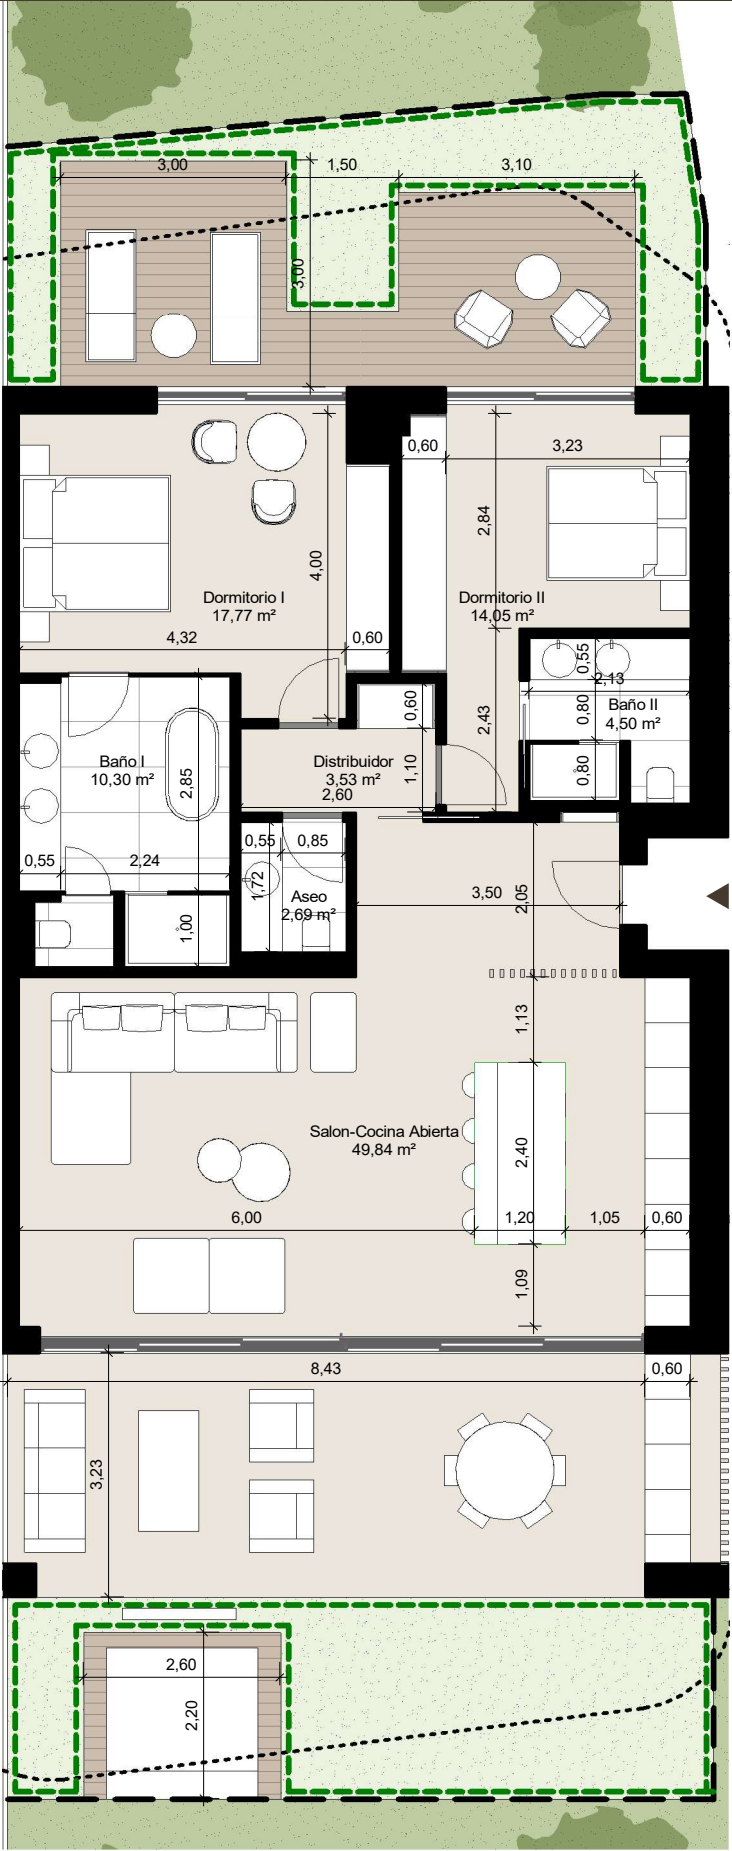 3,00
1,50
3,10
3,00
0,60
3,23
2,84
4,00
Dormitorio I
17,77 m²
Dormitorio II
14,05 m²
4,32
0,60
0,55
2,13
Baño II
4,50 m²
0,80
0,80
0,60
2,43
Baño I
10,30 m²
2,85
Distribuidor
3,53 m²
1,10
2,60
0,55
2,24
0,55
0,85
1,72
Aseo
2,69 m²
3,50
2,05
1,00
1,13
Salon-Cocina Abierta
49,84 m²
2,40
6,00
1,20
1,05
0,60
1,09
8,43
0,60
3,23
2,60
2,20